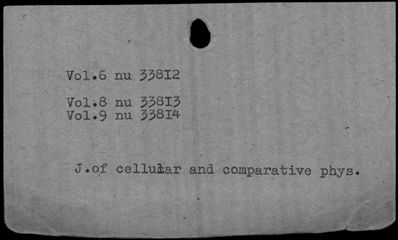 Vol.6 nu 33812
Vol.8 nu 33813
Vol.9 nu 33814
J.of cellular and comparative phys.